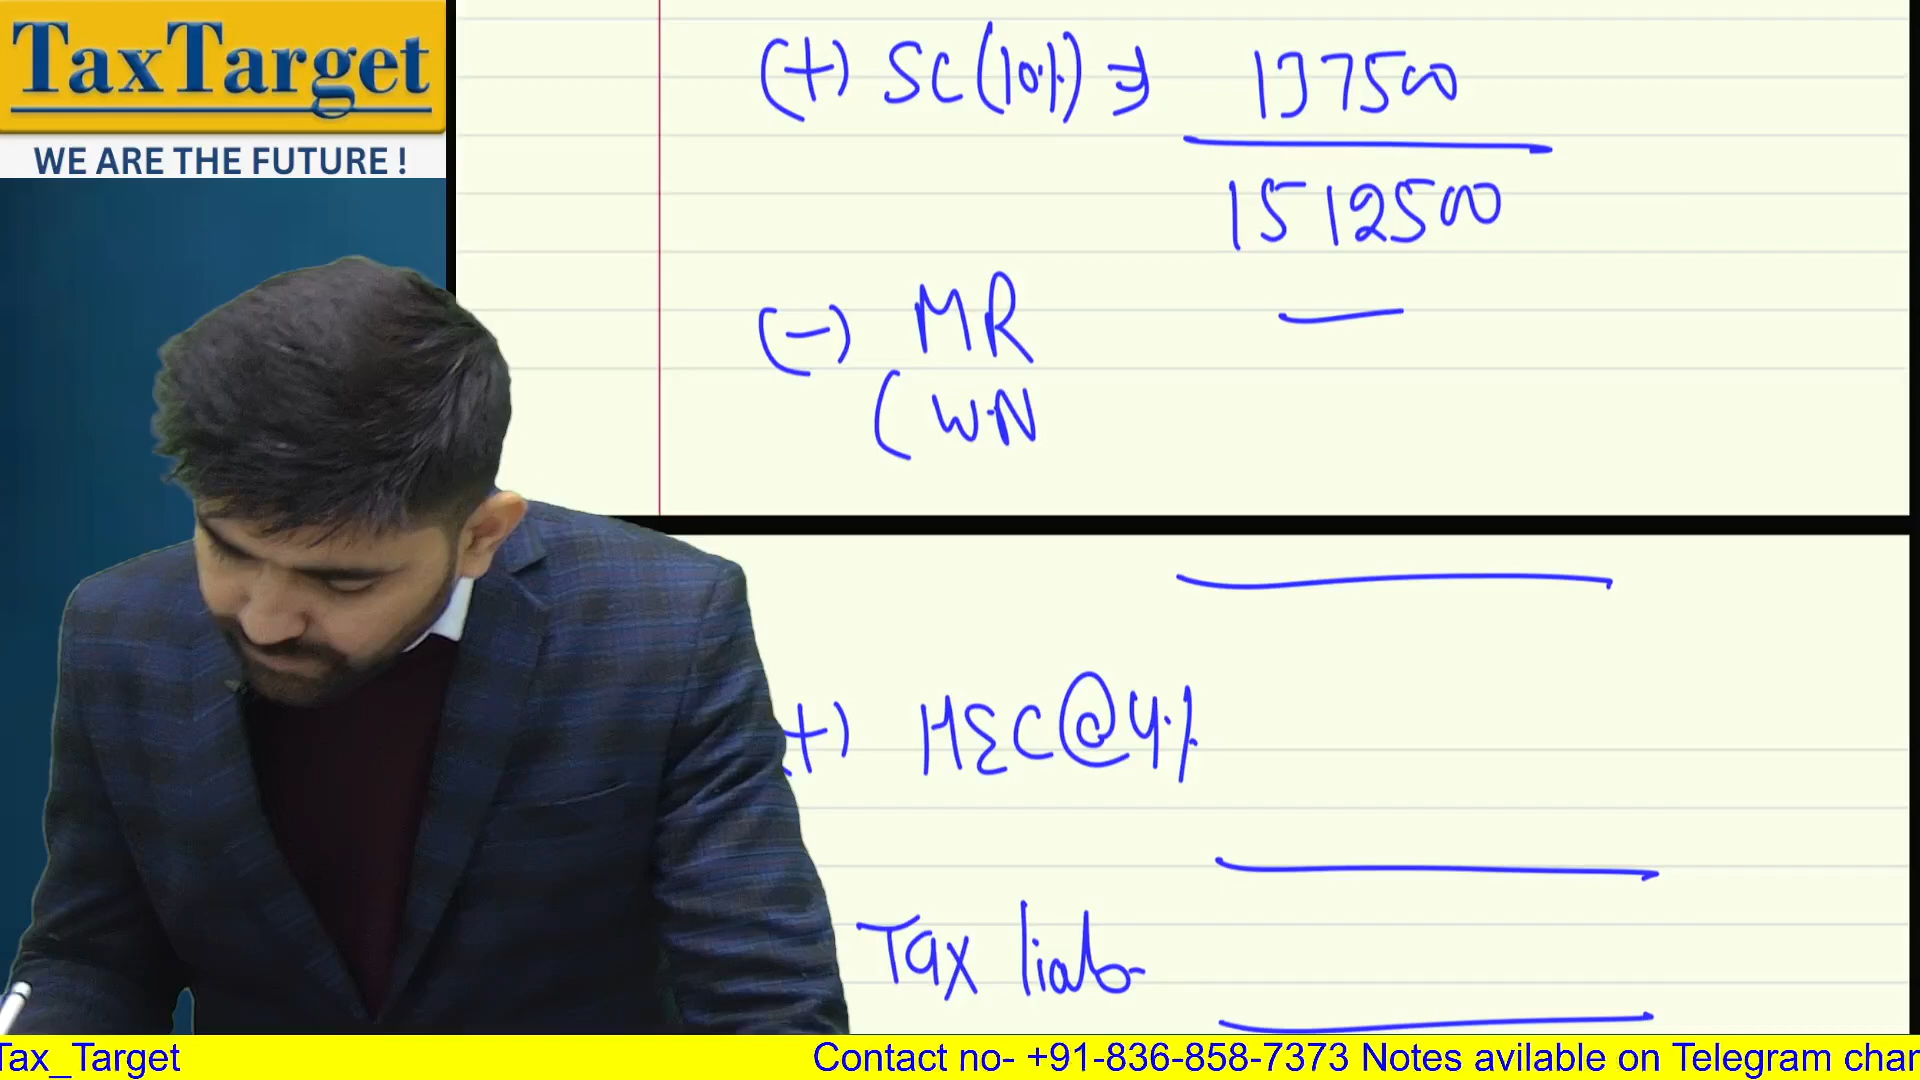 TaxTarget
WE ARE THE FUTURE !
(+) SC (10%) ⇒ 137500
1512500
(-) MR —
( W.N
(+) HEC @ 4%
Tax liab
Tax_Target
Contact no- +91-836-858-7373 Notes avilable on Telegram char